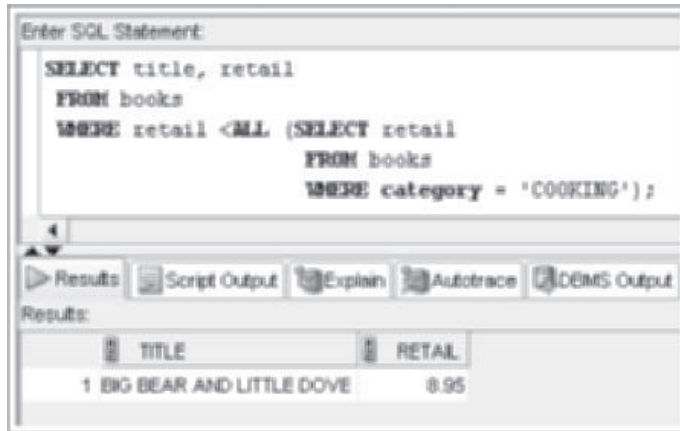 Enter SQL Statement:
SELECT title, retail
FROM books
WHERE retail <ALL (SELECT retail
FROM books
WHERE category = 'COOKING');
Results Script Output Explain Autotrace DBMS Output
Results:
TITLE RETAIL
1 BIG BEAR AND LITTLE DOVE 8.95